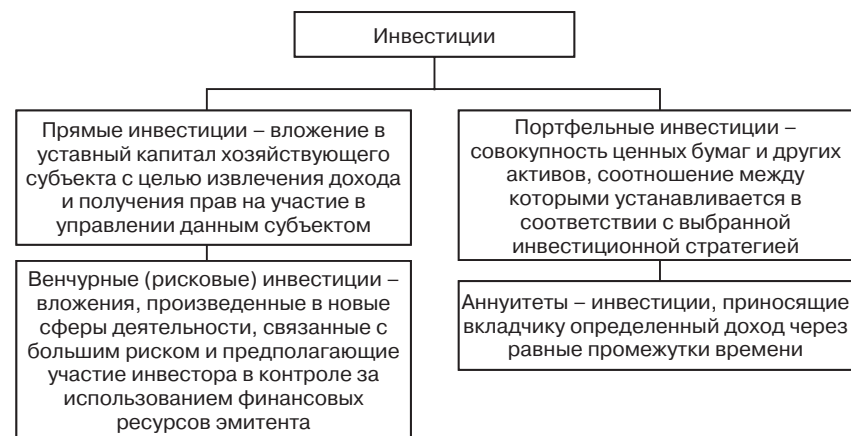 Инвестиции
Прямые инвестиции – вложение в
уставный капитал хозяйствующего
субъекта с целью извлечения дохода
и получения прав на участие в
управлении данным субъектом
Портфельные инвестиции –
совокупность ценных бумаг и других
активов, соотношение между
которыми устанавливается в
соответствии с выбранной
инвестиционной стратегией
Венчурные (рисковые) инвестиции –
вложения, произведенные в новые
сферы деятельности, связанные с
большим риском и предполагающие
участие инвестора в контроле за
использованием финансовых
ресурсов эмитента
Аннуитеты – инвестиции, приносящие
вкладчику определенный доход через
равные промежутки времени